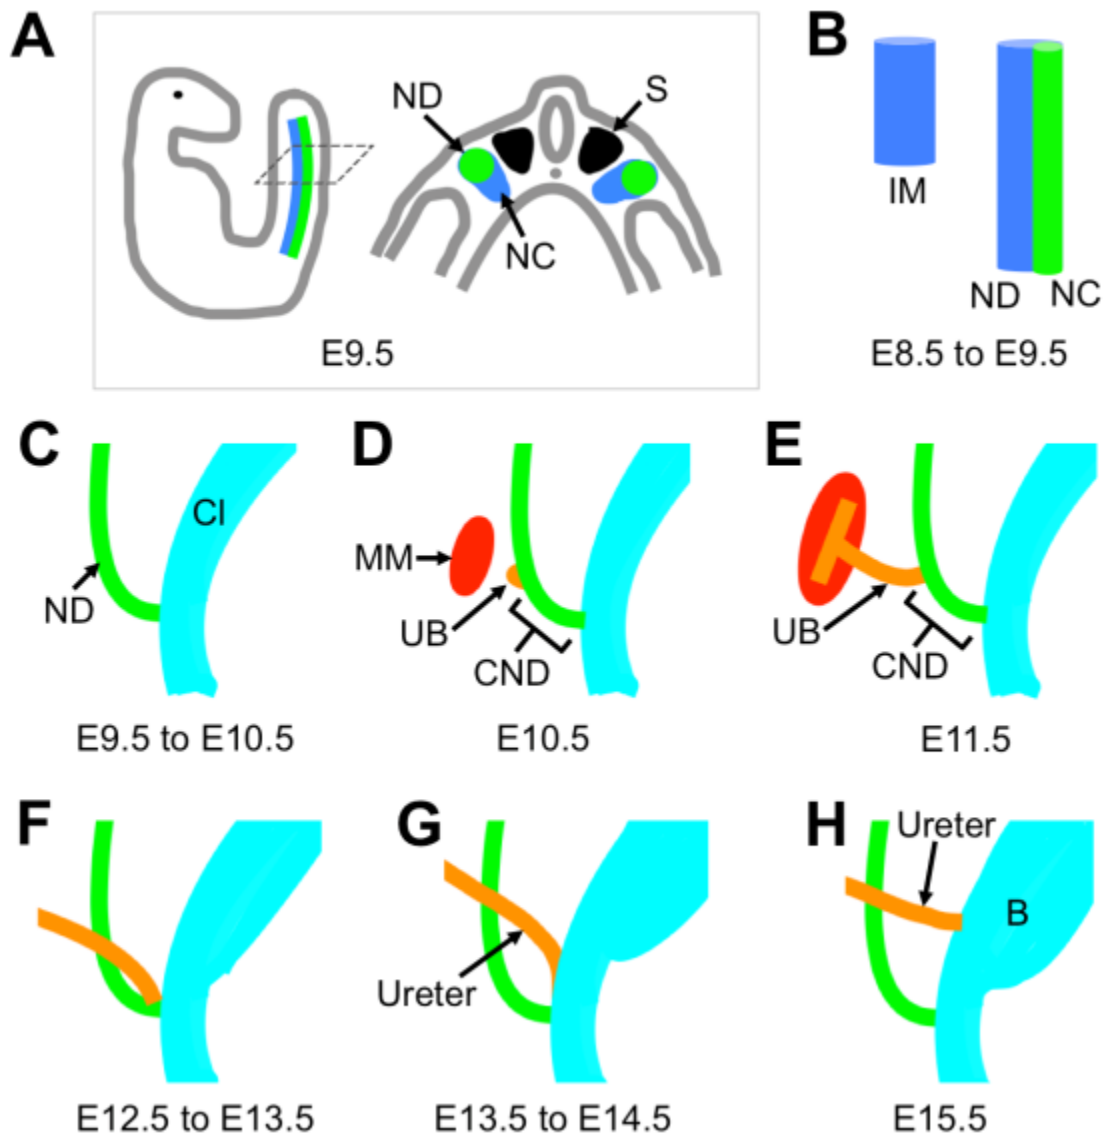 A
ND
S
NC
E9.5
B
IM
ND
NC
E8.5 to E9.5
C
Cl
ND
E9.5 to E10.5
D
MM
UB
CND
E10.5
E
UB
CND
E11.5
F
E12.5 to E13.5
G
Ureter
E13.5 to E14.5
H
Ureter
B
E15.5